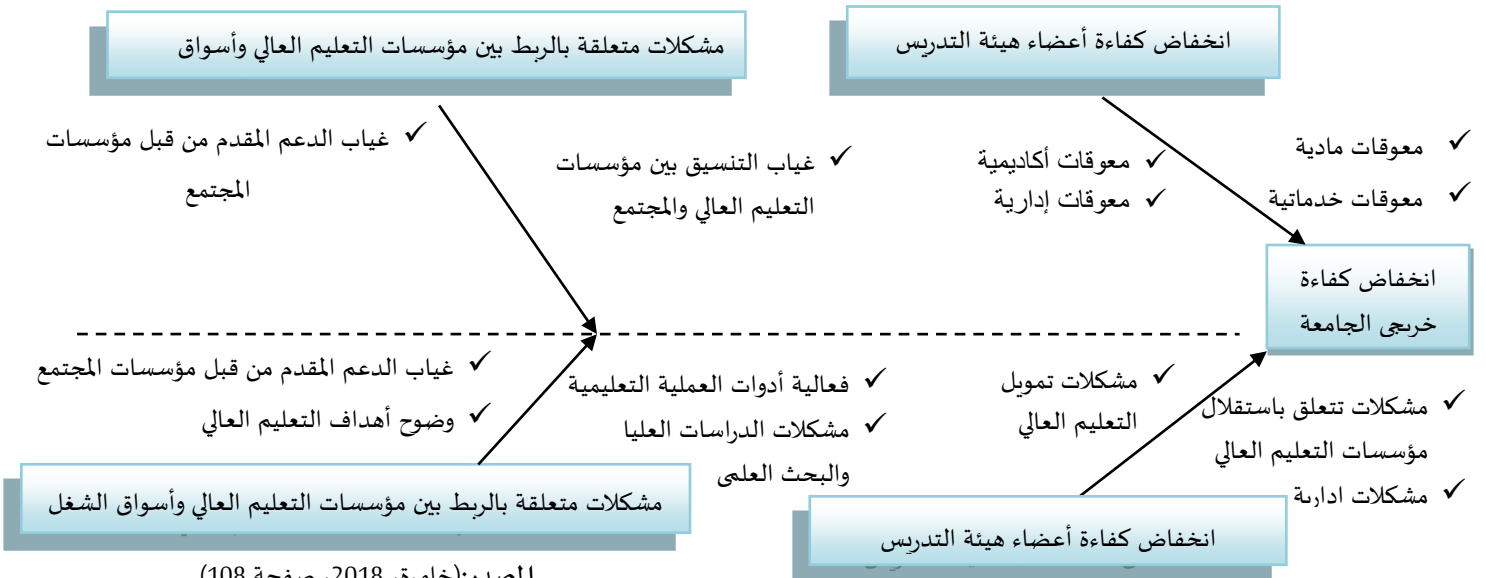 انخفاض كفاءة أعضاء هيئة التدريس
مشكلات متعلقة بالربط بين مؤسسات التعليم العالي وأسواق
✓ معوقات مادية
✓ معوقات خدماتية
✓ معوقات أكاديمية
✓ معوقات إدارية
✓ غياب التنسيق بين مؤسسات
التعليم العالي والمجتمع
✓ غياب الدعم المقدم من قبل مؤسسات
المجتمع
انخفاض كفاءة
خريجي الجامعة
✓ مشكلات تتعلق باستقلال
مؤسسات التعليم العالي
✓ مشكلات ادارية
✓ مشكلات تمويل
التعليم العالي
✓ فعالية أدوات العملية التعليمية
✓ مشكلات الدراسات العليا
والبحث العلمي
✓ غياب الدعم المقدم من قبل مؤسسات المجتمع
✓ وضوح أهداف التعليم العالي
انخفاض كفاءة أعضاء هيئة التدريس
مشكلات متعلقة بالربط بين مؤسسات التعليم العالي وأسواق الشغل
المصدر: 2018، صفحة 108)